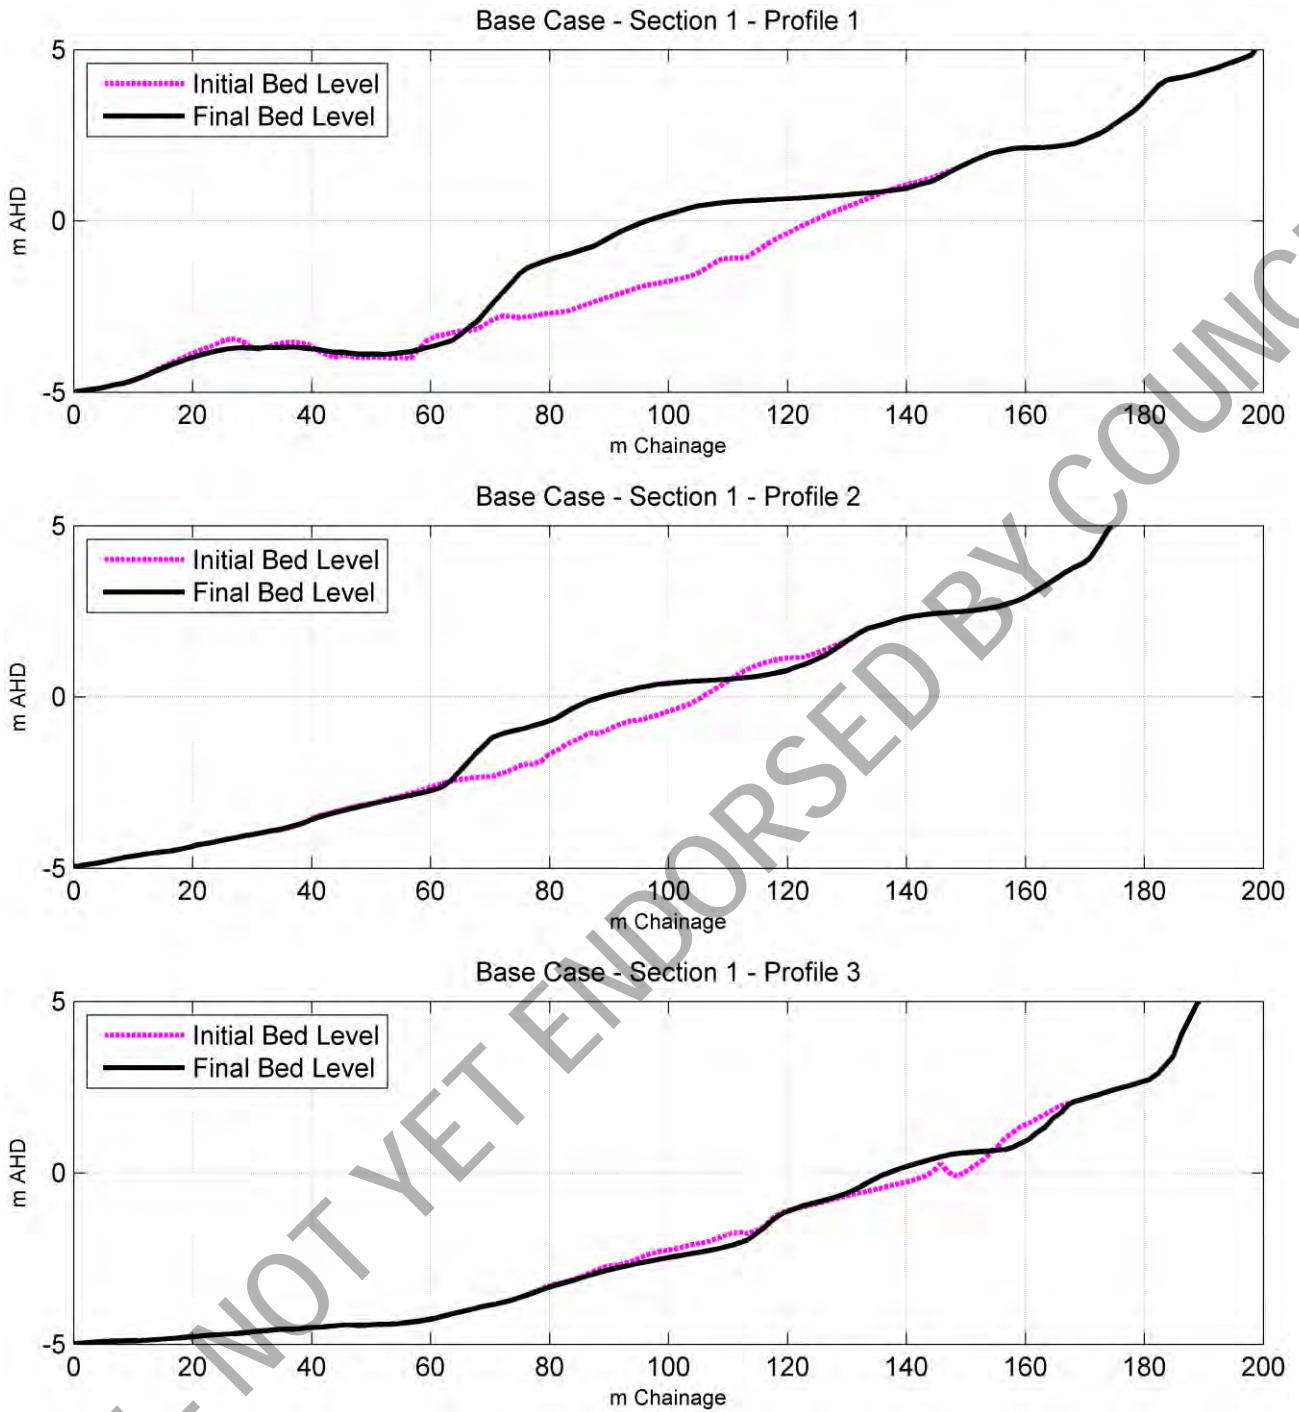 Base Case - Section 1 - Profile 1
5
0
-5
m AHD
Initial Bed Level
Final Bed Level
0 20 40 60 80 100 120 140 160 180 200
m Chainage
Base Case - Section 1 - Profile 2
5
0
-5
m AHD
Initial Bed Level
Final Bed Level
0 20 40 60 80 100 120 140 160 180 200
m Chainage
Base Case - Section 1 - Profile 3
5
0
-5
m AHD
Initial Bed Level
Final Bed Level
0 20 40 60 80 100 120 140 160 180 200
m Chainage
NOT YET ENDORSED BY COUNC